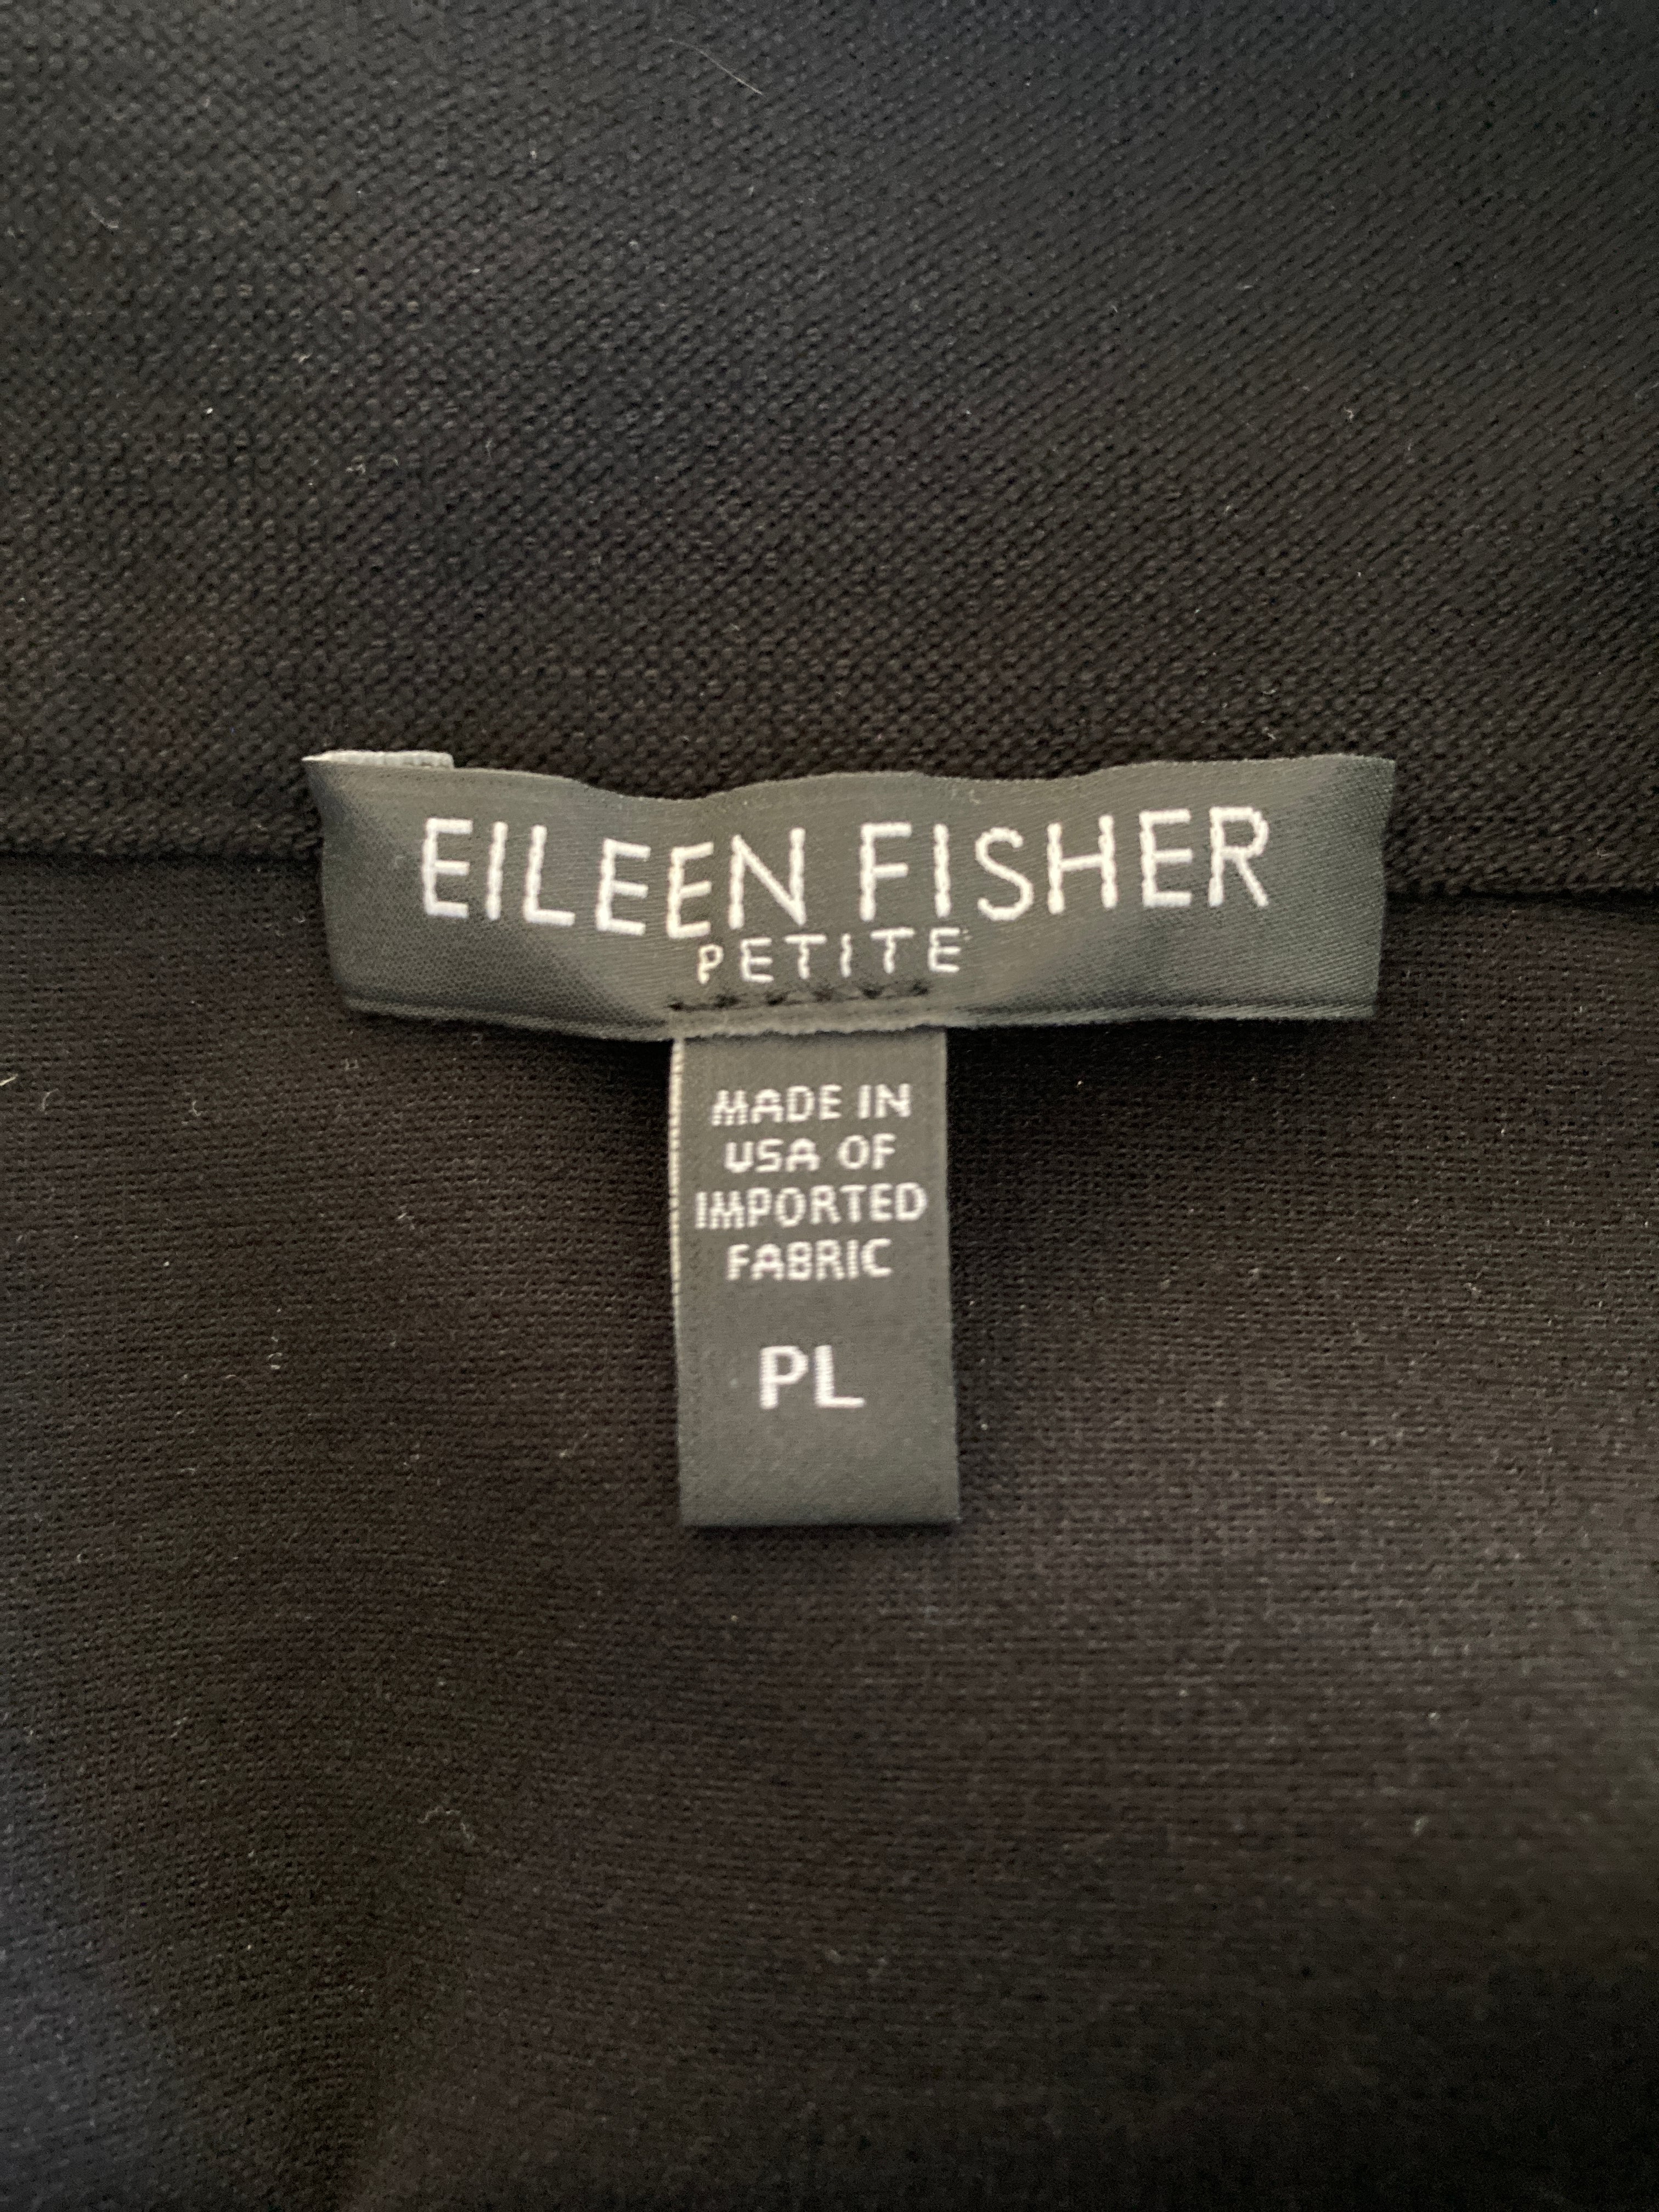 EILEEN FISHER
PETITE
MADE IN
USA OF
IMPORTED
FABRIC
PL